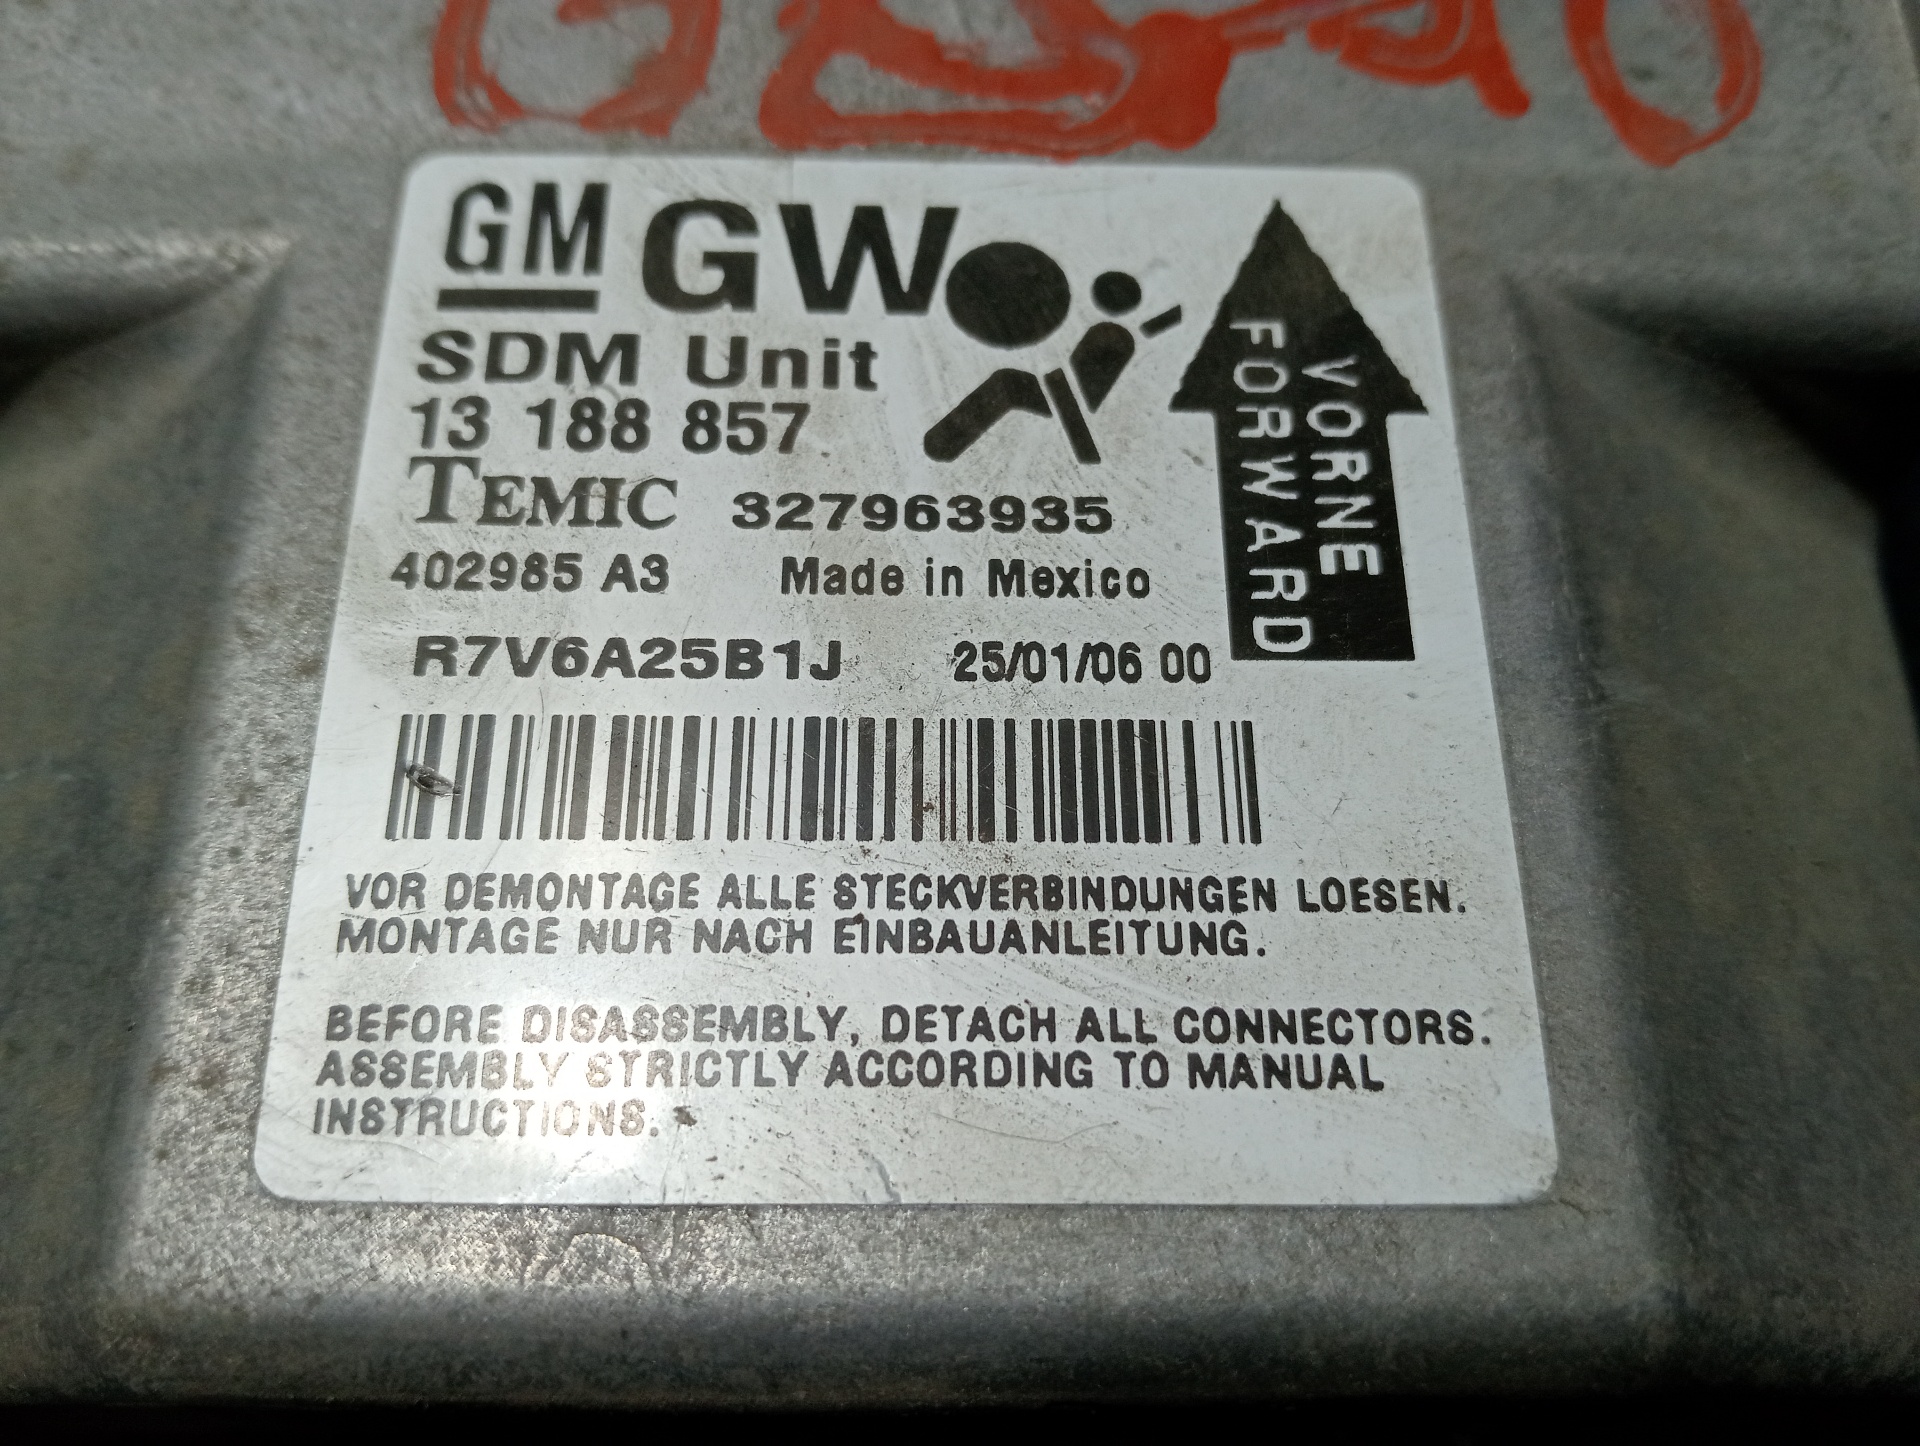 GM GW
SDM Unit
13 188 857
TEMIC 327963935
402985 A3 Made in Mexico
R7V6A25B1J 25/01/06 00
VORNE
FORWARD
VOR DEMONTAGE ALLE STECKVERBINDUNGEN LOESEN.
MONTAGE NUR NACH EINBAUANLEITUNG.
BEFORE DISASSEMBLY, DETACH ALL CONNECTORS.
ASSEMBLY STRICTLY ACCORDING TO MANUAL
INSTRUCTIONS.